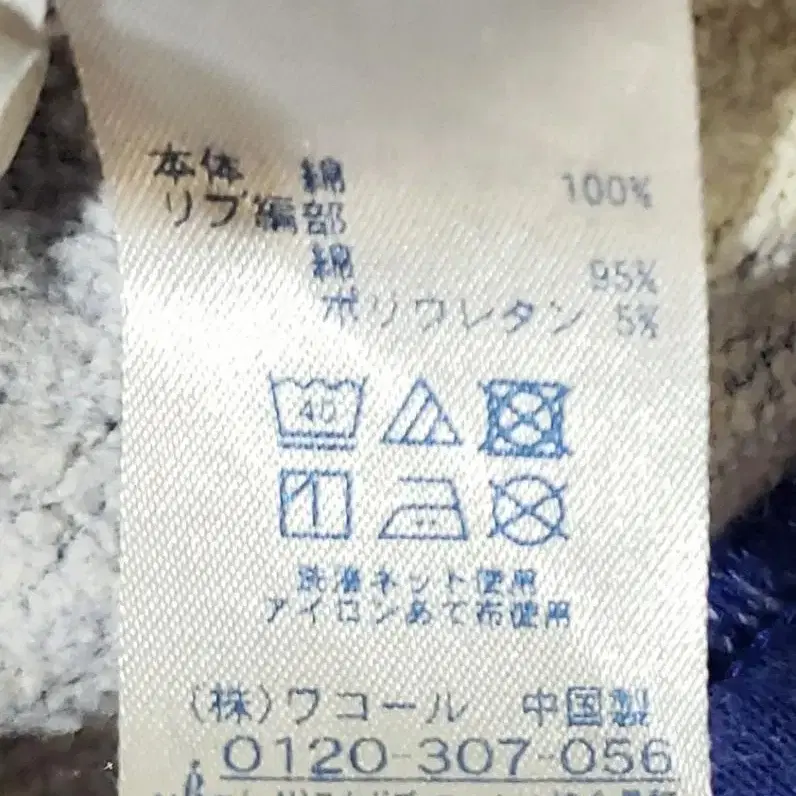 本体 綿 100%
リブ編部
綿 95%
ポリウレタン 5%
40
洗濯ネット使用
アイロンあて布使用
(株)ワコール 中国製
0120-307-056